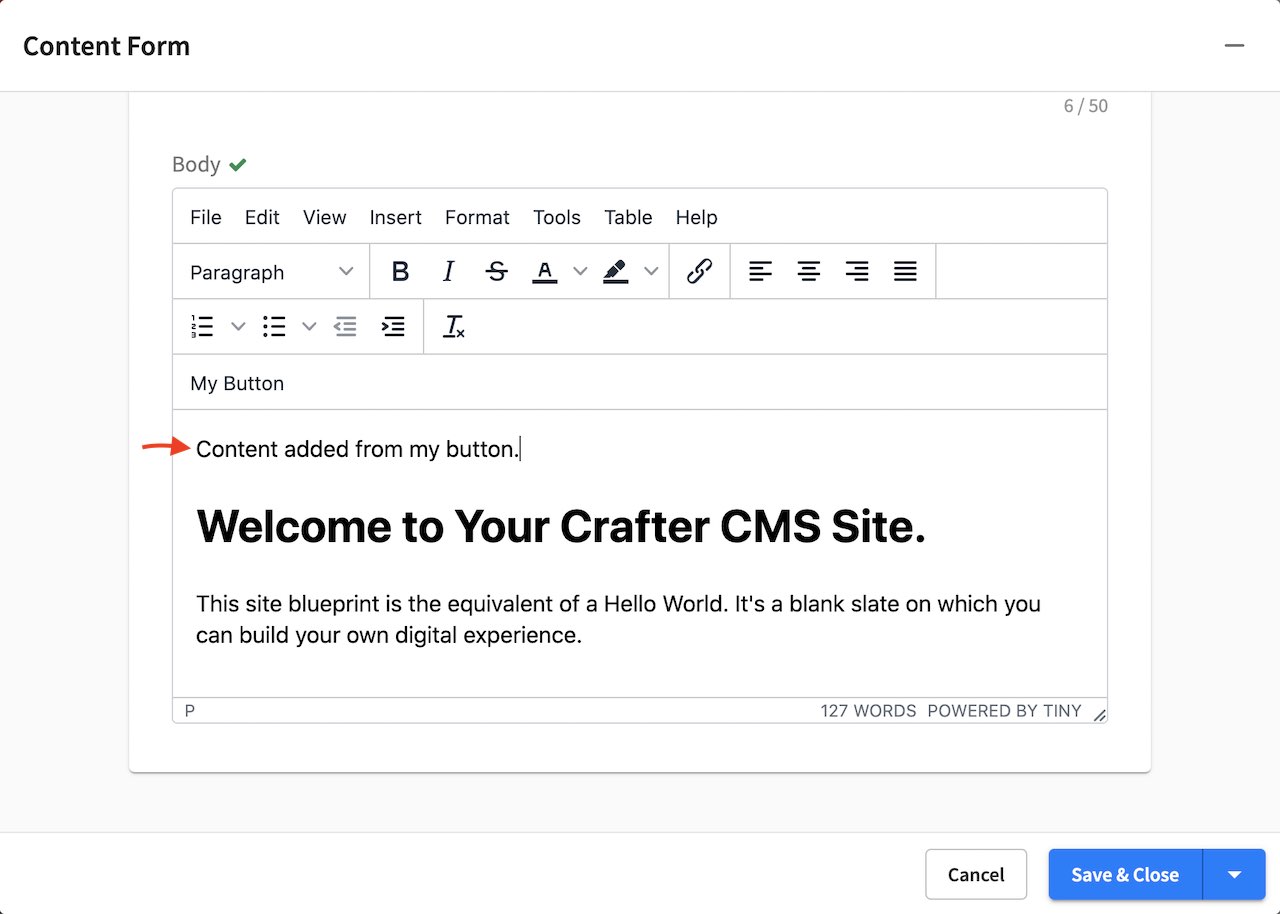 Content Form
6 / 50
Body
File Edit View Insert Format Tools Table Help
Paragraph B I S A
My Button
Content added from my button.
Welcome to Your Crafter CMS Site.
This site blueprint is the equivalent of a Hello World. It's a blank slate on which you
can build your own digital experience.
P 127 WORDS POWERED BY TINY
Cancel Save & Close